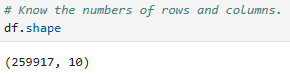 # Know the numbers of rows and columns.
df.shape
(259917, 10)